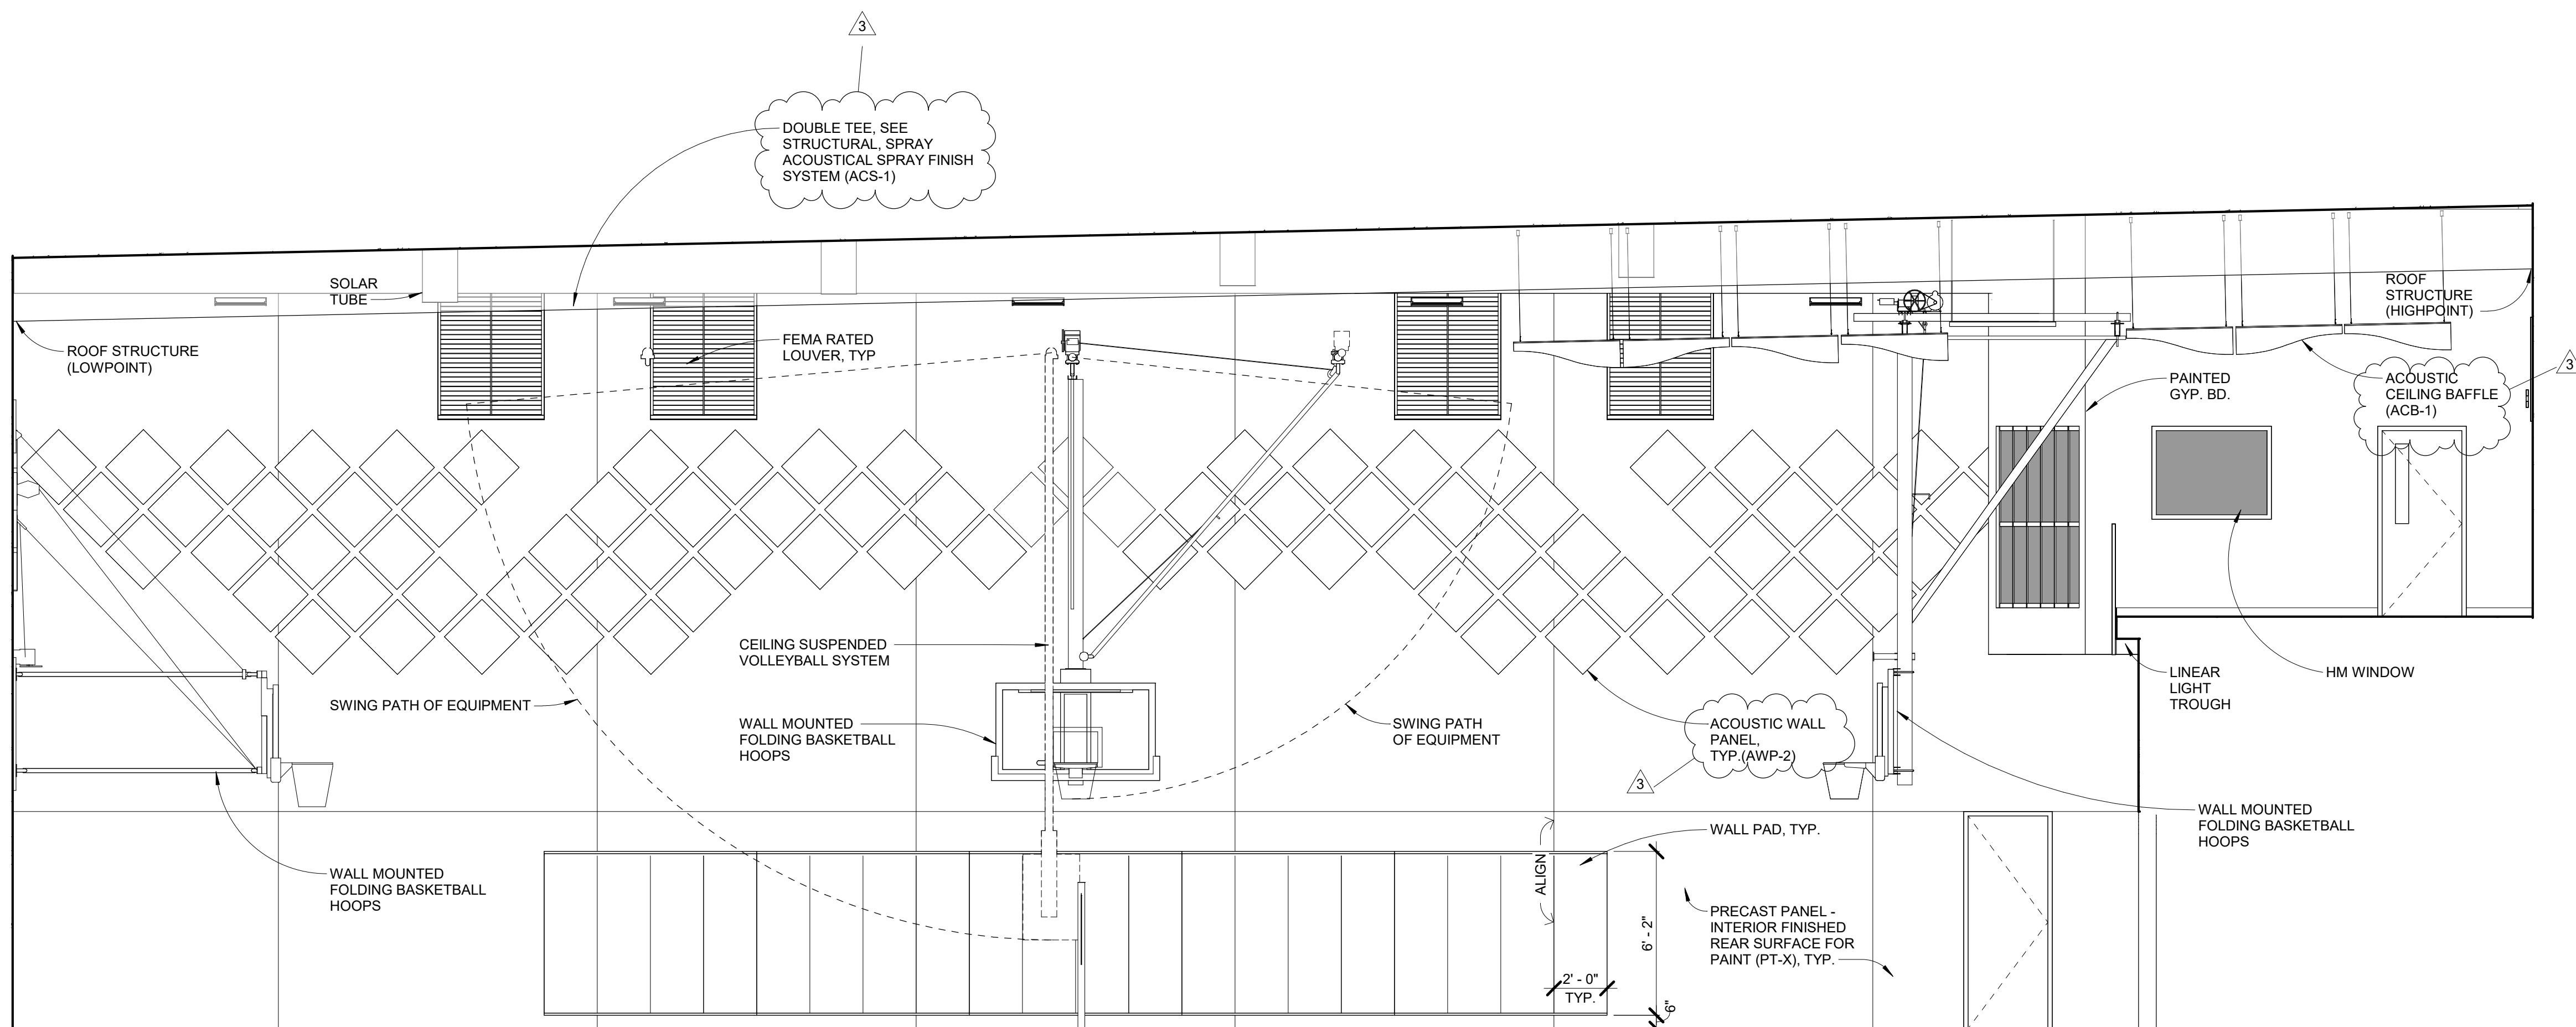 3
DOUBLE TEE, SEE
STRUCTURAL, SPRAY
ACOUSTICAL SPRAY FINISH
SYSTEM (ACS-1)
SOLAR
TUBE
ROOF STRUCTURE
(LOWPOINT)
FEMA RATED
LOUVER, TYP
ROOF
STRUCTURE
(HIGHPOINT)
PAINTED
GYP. BD.
ACOUSTIC
CEILING BAFFLE
(ACB-1)
3
CEILING SUSPENDED
VOLLEYBALL SYSTEM
SWING PATH OF EQUIPMENT
WALL MOUNTED
FOLDING BASKETBALL
HOOPS
SWING PATH
OF EQUIPMENT
ACOUSTIC WALL
PANEL,
TYP.(AWP-2)
3
LINEAR
LIGHT
TROUGH
HM WINDOW
WALL MOUNTED
FOLDING BASKETBALL
HOOPS
WALL MOUNTED
FOLDING BASKETBALL
HOOPS
WALL PAD, TYP.
ALIGN
PRECAST PANEL -
INTERIOR FINISHED
REAR SURFACE FOR
PAINT (PT-X), TYP.
6' - 2"
2' - 0"
TYP.
6"